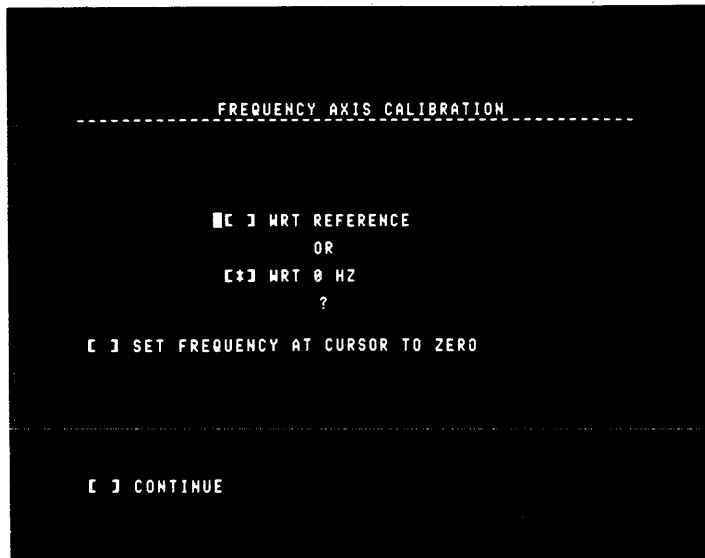 FREQUENCY AXIS CALIBRATION
[ ] WRT REFERENCE
OR
[*] WRT 0 HZ
?
[ ] SET FREQUENCY AT CURSOR TO ZERO
[ ] CONTINUE